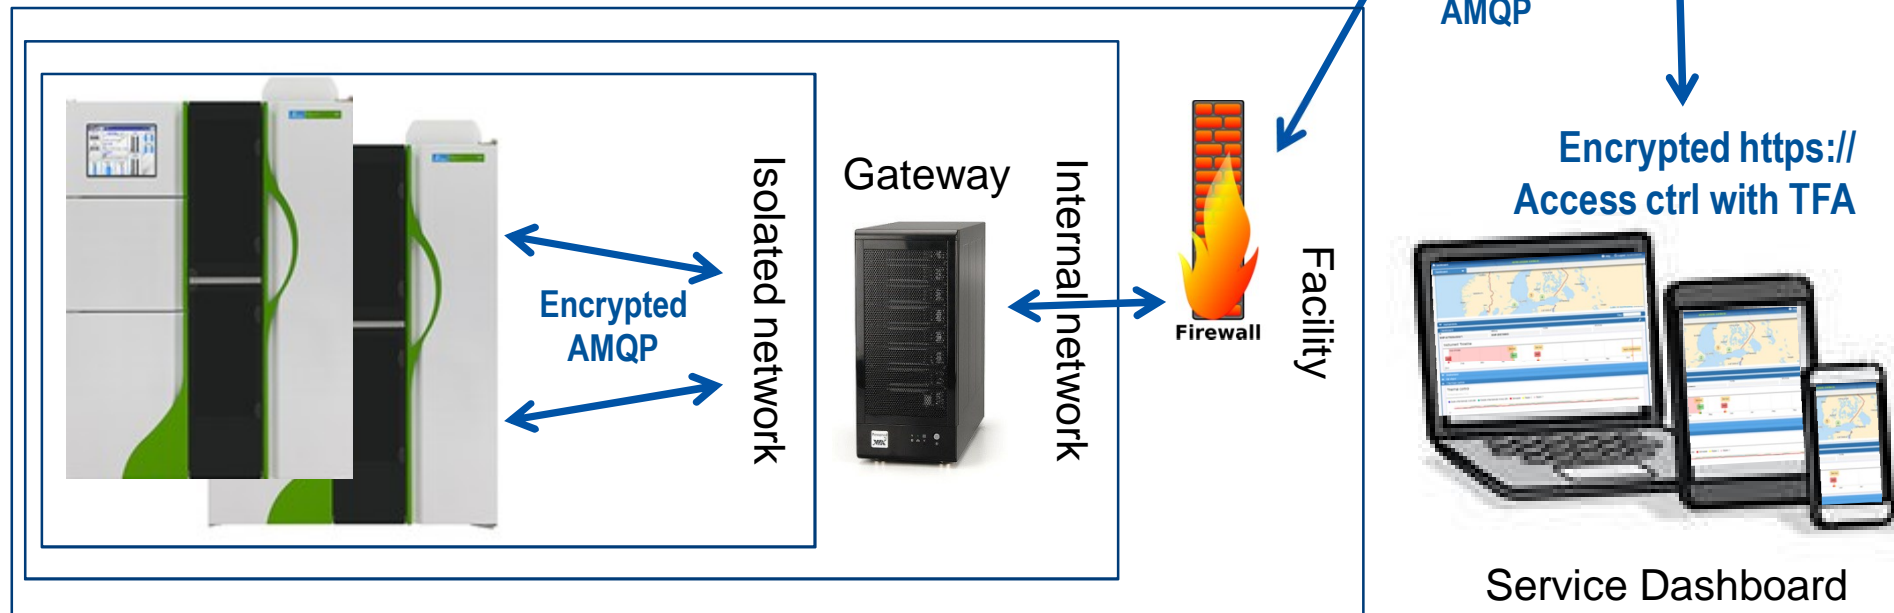 AMQP
Encrypted https://
Access ctrl with TFA
Isolated network
Gateway
Internal network
Encrypted
AMQP
Firewall
Facility
Service Dashboard